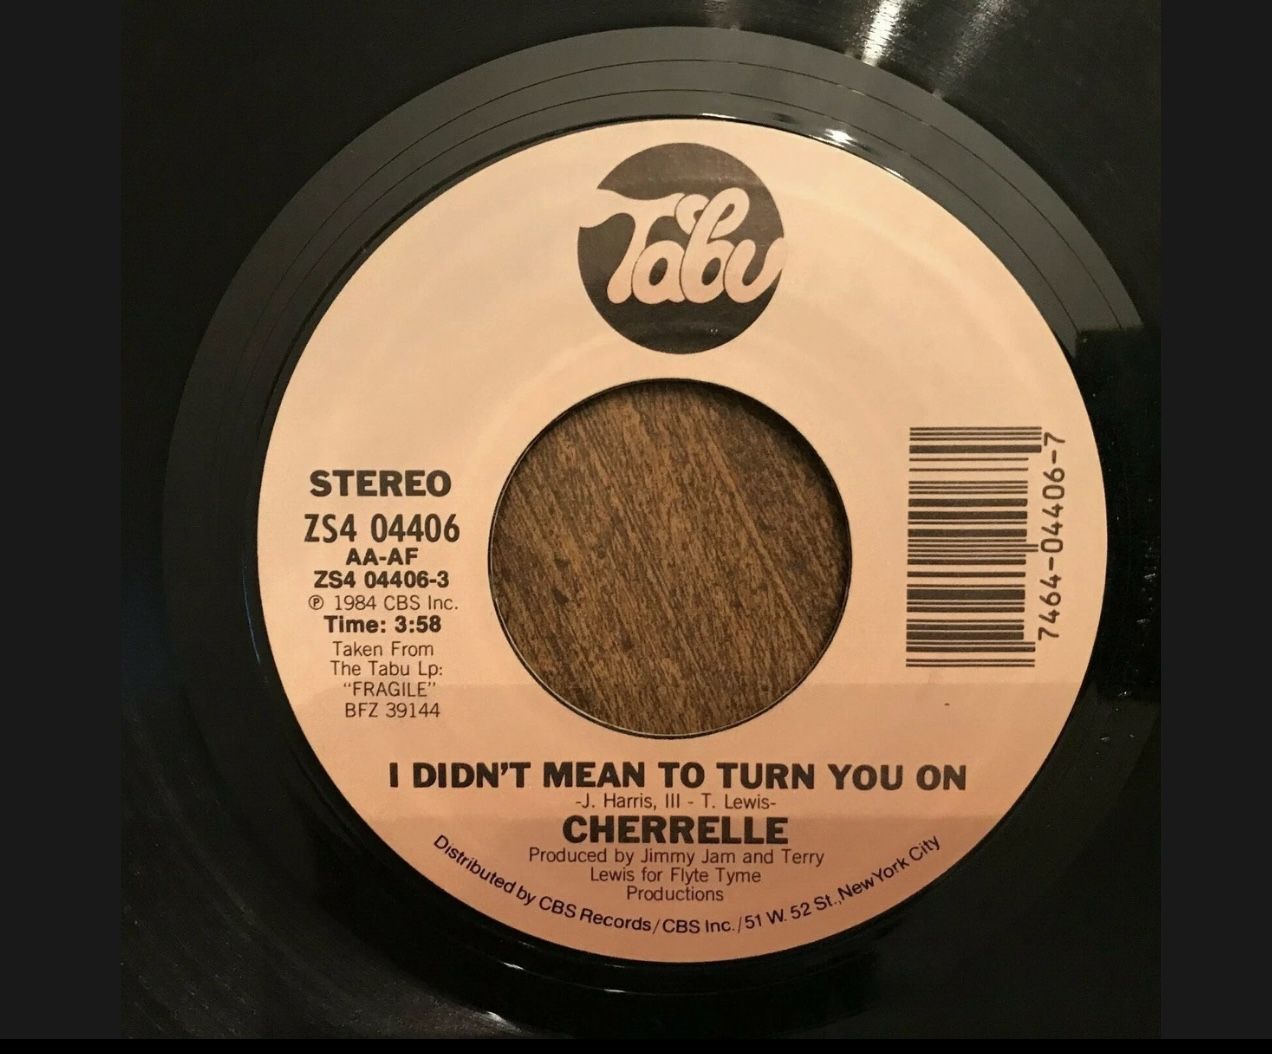 Tabu
STEREO
ZS4 04406
AA-AF
ZS4 04406-3
℗ 1984 CBS Inc.
Time: 3:58
Taken From
The Tabu Lp:
"FRAGILE"
BFZ 39144
7464-04406-7
I DIDN'T MEAN TO TURN YOU ON
-J. Harris, III - T. Lewis-
CHERRELLE
Produced by Jimmy Jam and Terry
Lewis for Flyte Tyme
Productions
Distributed by CBS Records/CBS Inc./51 W. 52 St., New York City